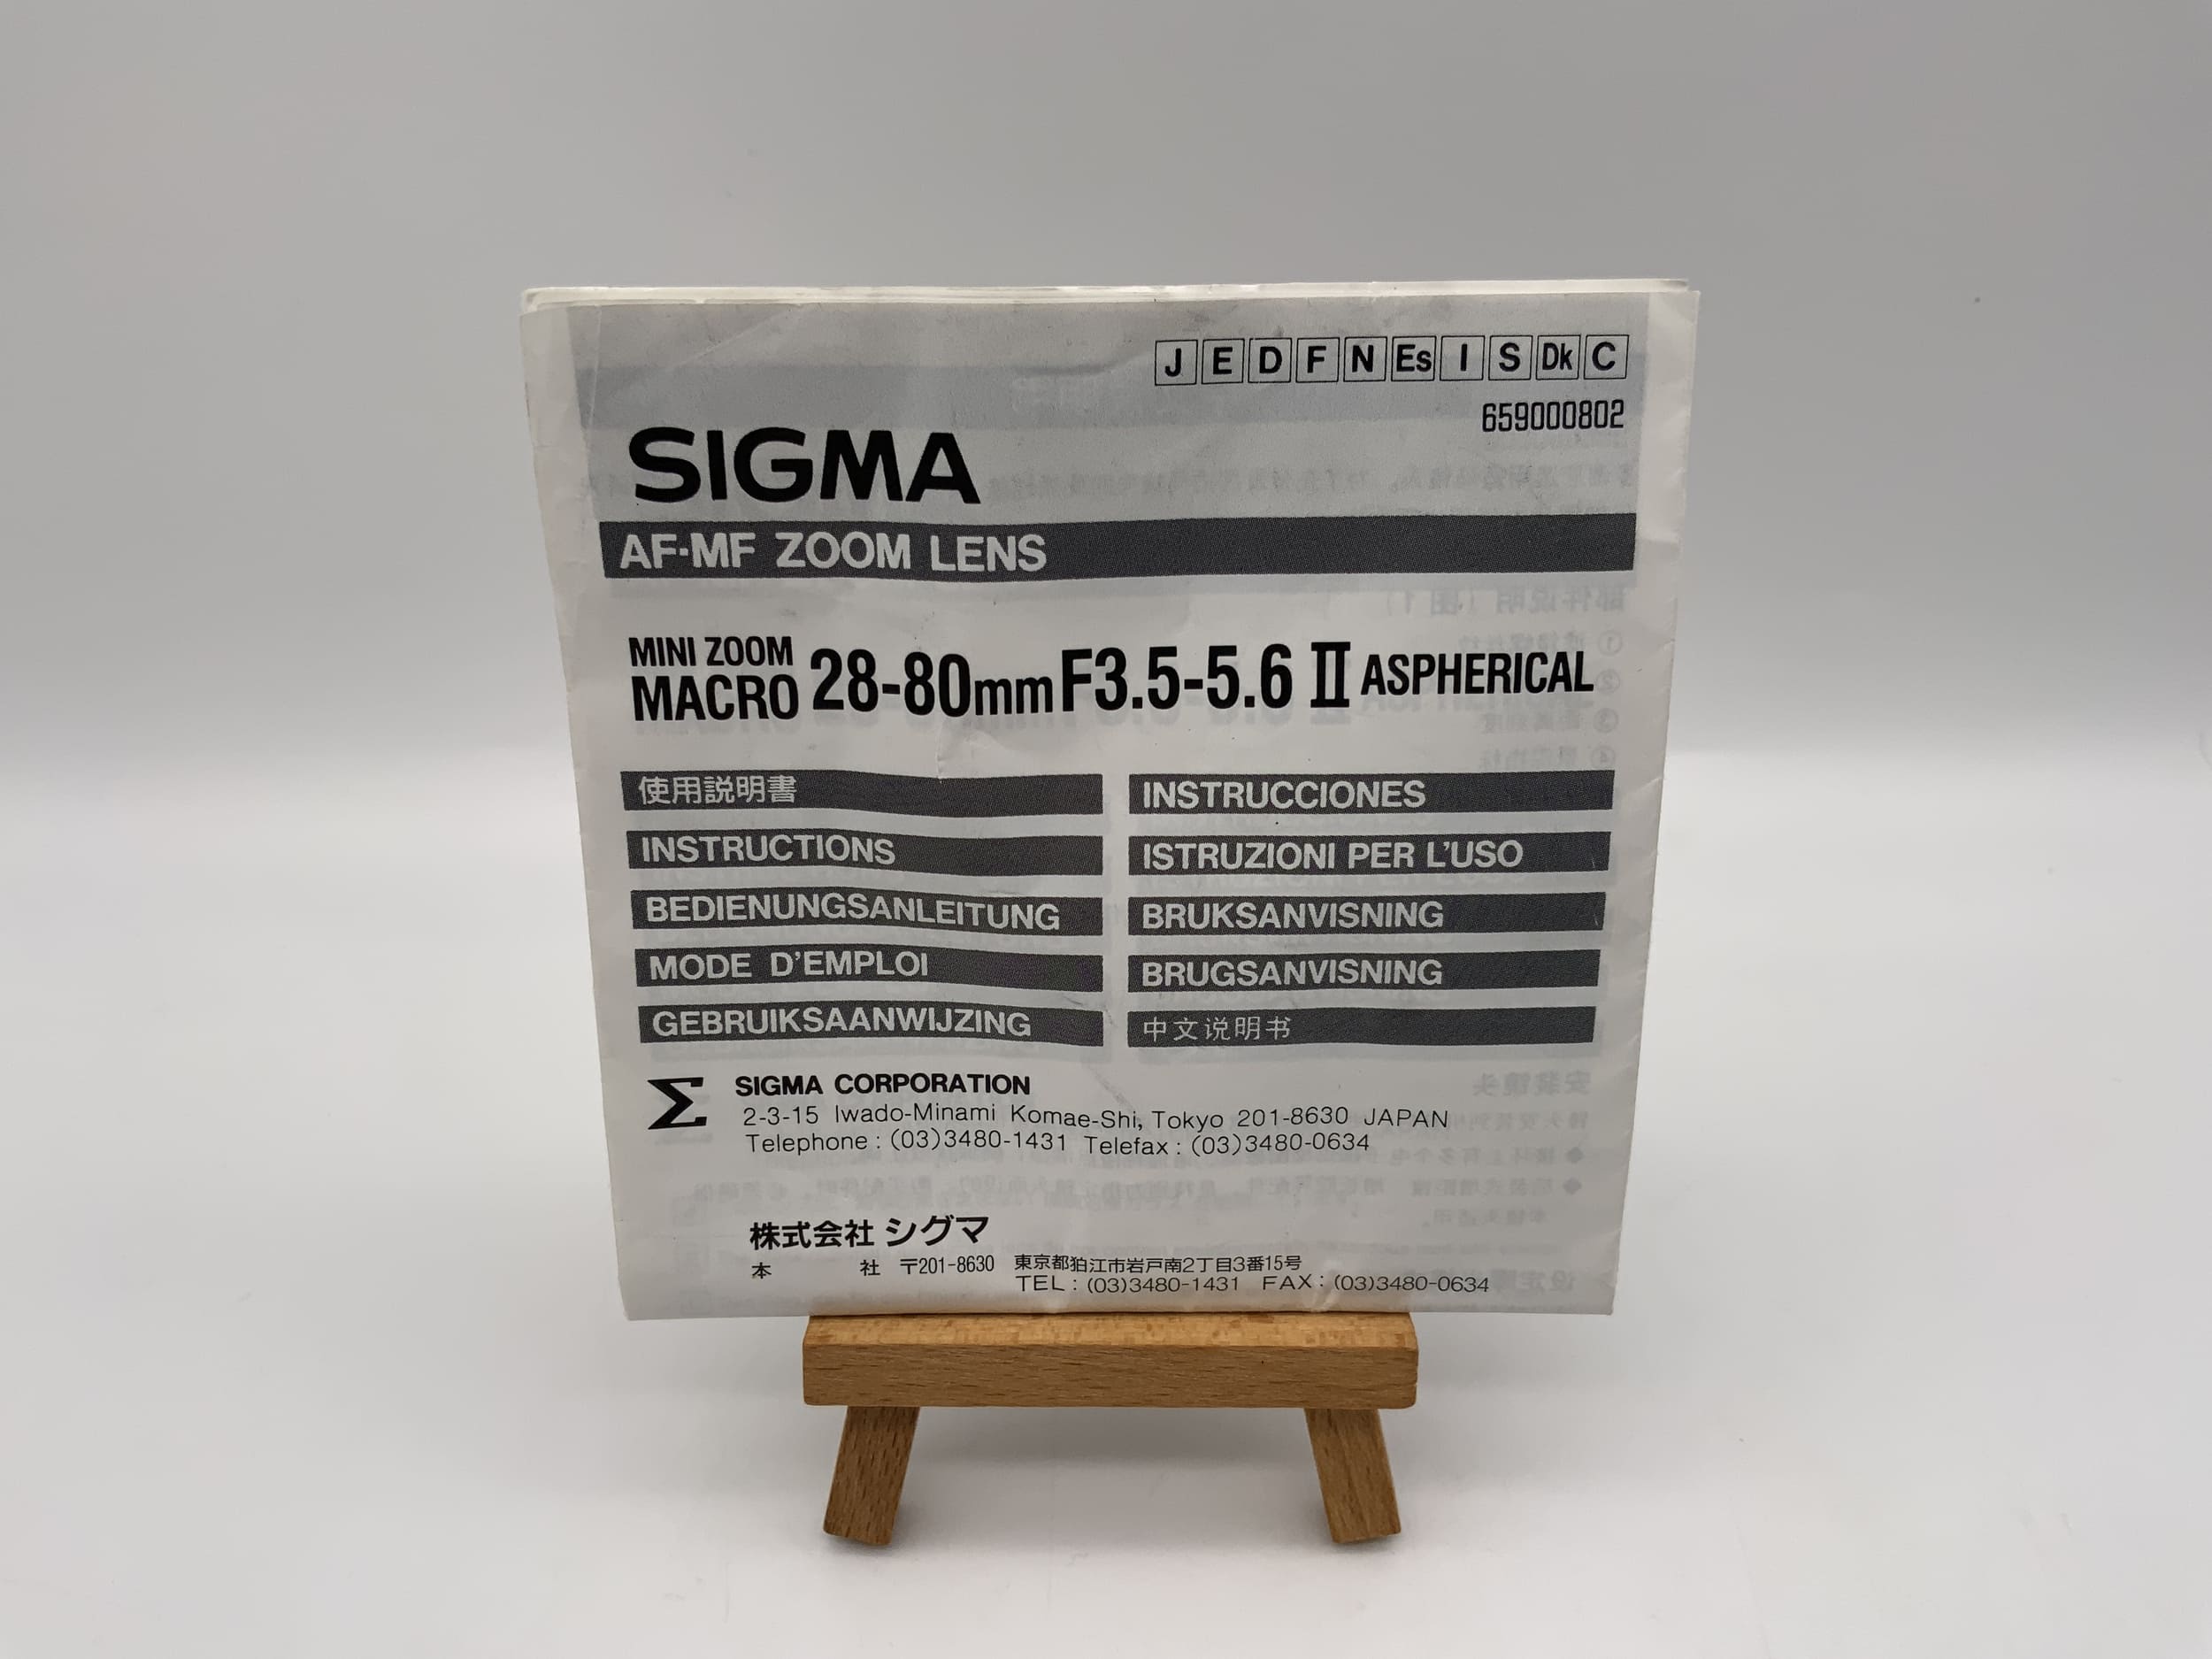 J E D F N Es I S Dk C
659000802
SIGMA
AF·MF ZOOM LENS
MINI ZOOM
MACRO 28-80mm F3.5-5.6 II ASPHERICAL
使用説明書
INSTRUCTIONS
BEDIENUNGSANLEITUNG
MODE D'EMPLOI
GEBRUIKSAANWIJZING
INSTRUCCIONES
ISTRUZIONI PER L'USO
BRUKSANVISNING
BRUGSANVISNING
中文说明书
Σ SIGMA CORPORATION
2-3-15 Iwado-Minami Komae-Shi, Tokyo 201-8630 JAPAN
Telephone : (03)3480-1431 Telefax : (03)3480-0634
株式会社 シグマ
本 社 〒201-8630 東京都狛江市岩戸南2丁目3番15号
TEL : (03)3480-1431 FAX : (03)3480-0634